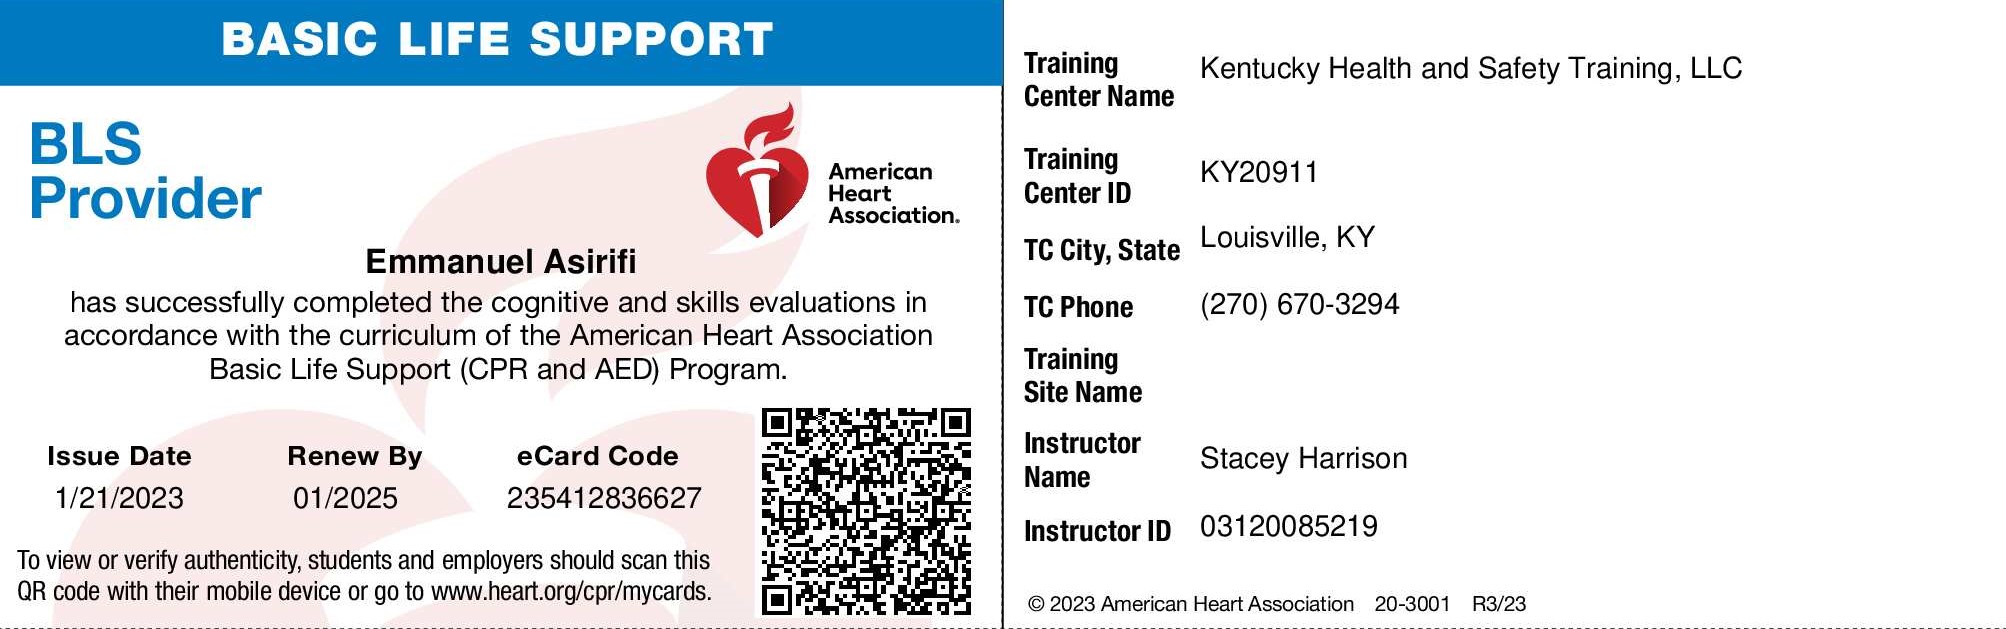 BASIC LIFE SUPPORT
BLS
Provider
American
Heart
Association.
Emmanuel Asirifi
has successfully completed the cognitive and skills evaluations in
accordance with the curriculum of the American Heart Association
Basic Life Support (CPR and AED) Program.
Issue Date Renew By eCard Code
1/21/2023 01/2025 235412836627
To view or verify authenticity, students and employers should scan this
QR code with their mobile device or go to www.heart.org/cpr/mycards.
Training
Center Name
Kentucky Health and Safety Training, LLC
Training
Center ID
KY20911
TC City, State Louisville, KY
TC Phone (270) 670-3294
Training
Site Name
Instructor
Name
Stacey Harrison
Instructor ID 03120085219
© 2023 American Heart Association 20-3001 R3/23